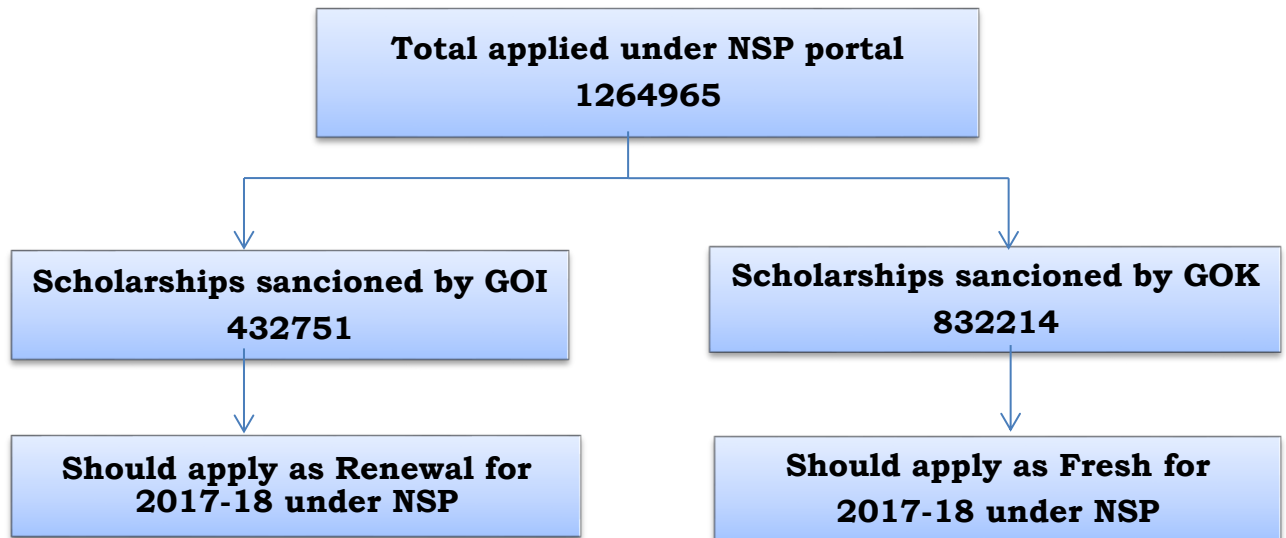 Total applied under NSP portal
1264965
Scholarships sancioned by GOI
432751
Scholarships sancioned by GOK
832214
Should apply as Renewal for
2017-18 under NSP
Should apply as Fresh for
2017-18 under NSP